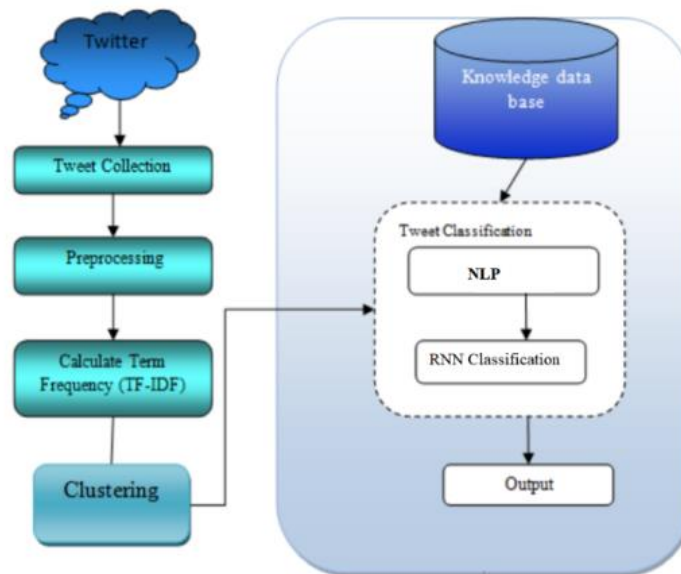 Twitter
Tweet Collection
Preprocessing
Calculate Term
Frequency (TF-IDF)
Clustering
Knowledge data
base
Tweet Classification
NLP
RNN Classification
Output